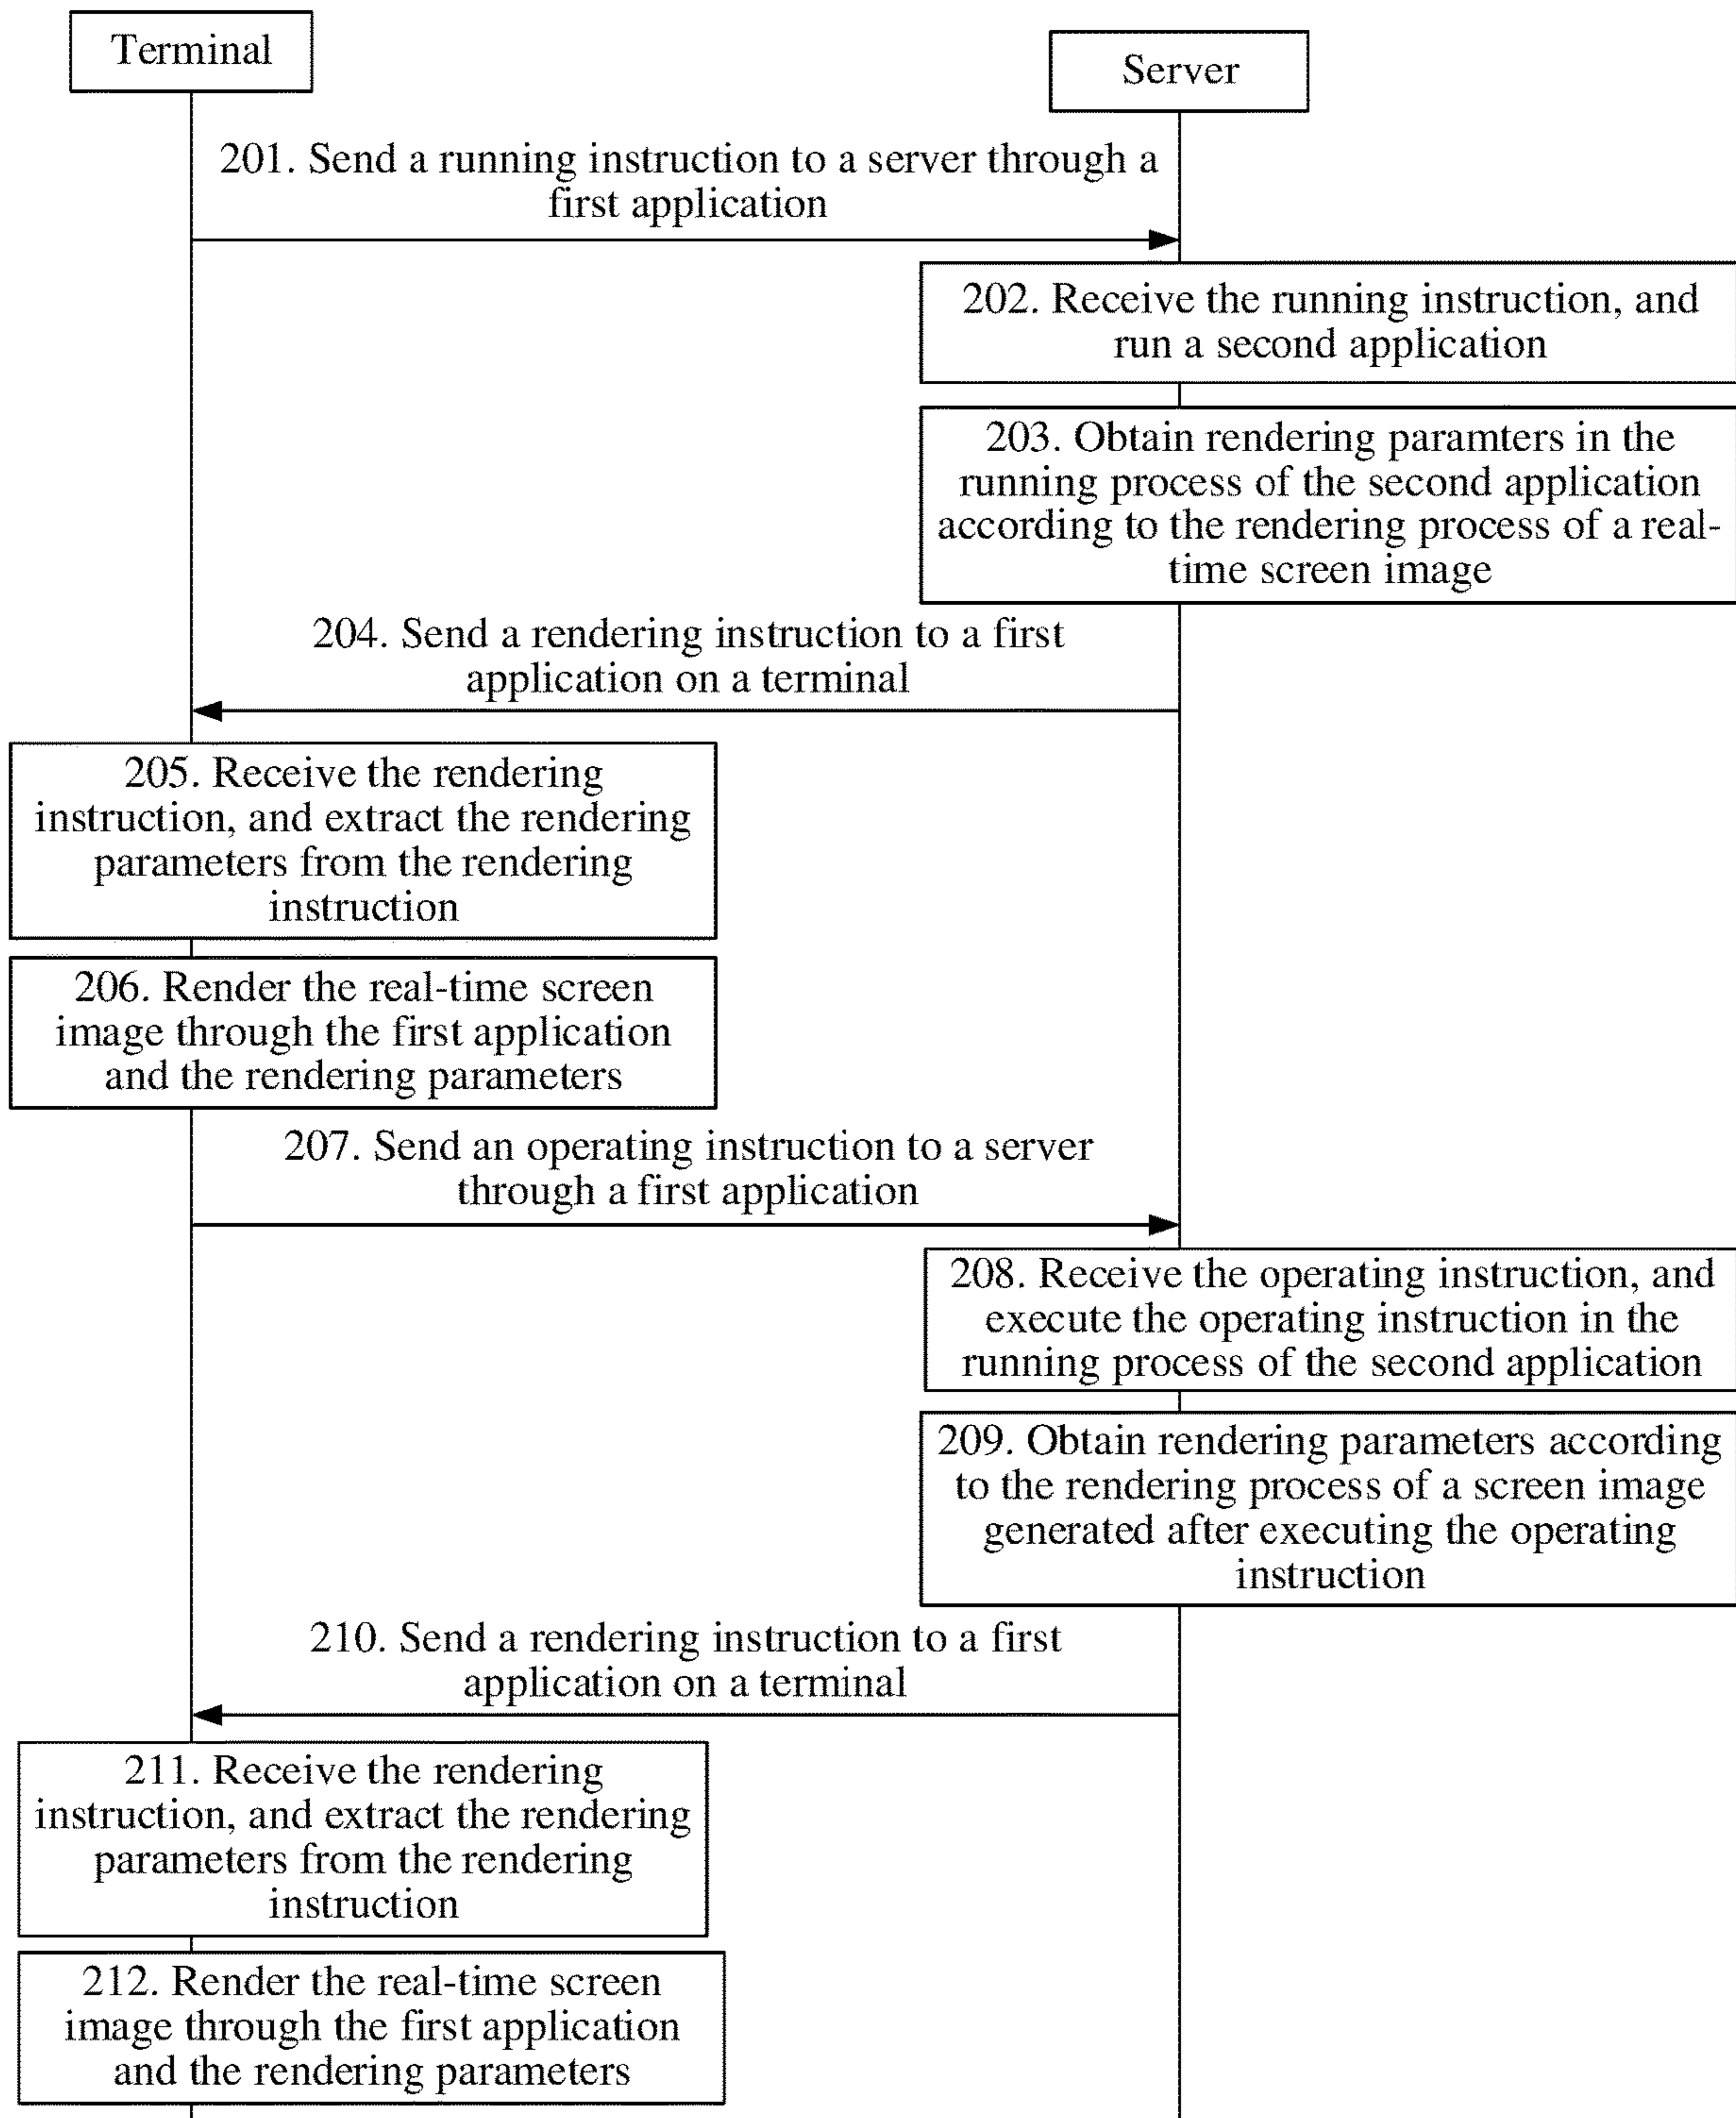 Terminal
Server
201. Send a running instruction to a server through a
first application
202. Receive the running instruction, and
run a second application
203. Obtain rendering paramters in the
running process of the second application
according to the rendering process of a real-
time screen image
204. Send a rendering instruction to a first
application on a terminal
205. Receive the rendering
instruction, and extract the rendering
parameters from the rendering
instruction
206. Render the real-time screen
image through the first application
and the rendering parameters
207. Send an operating instruction to a server
through a first application
208. Receive the operating instruction, and
execute the operating instruction in the
running process of the second application
209. Obtain rendering parameters according
to the rendering process of a screen image
generated after executing the operating
instruction
210. Send a rendering instruction to a first
application on a terminal
211. Receive the rendering
instruction, and extract the rendering
parameters from the rendering
instruction
212. Render the real-time screen
image through the first application
and the rendering parameters